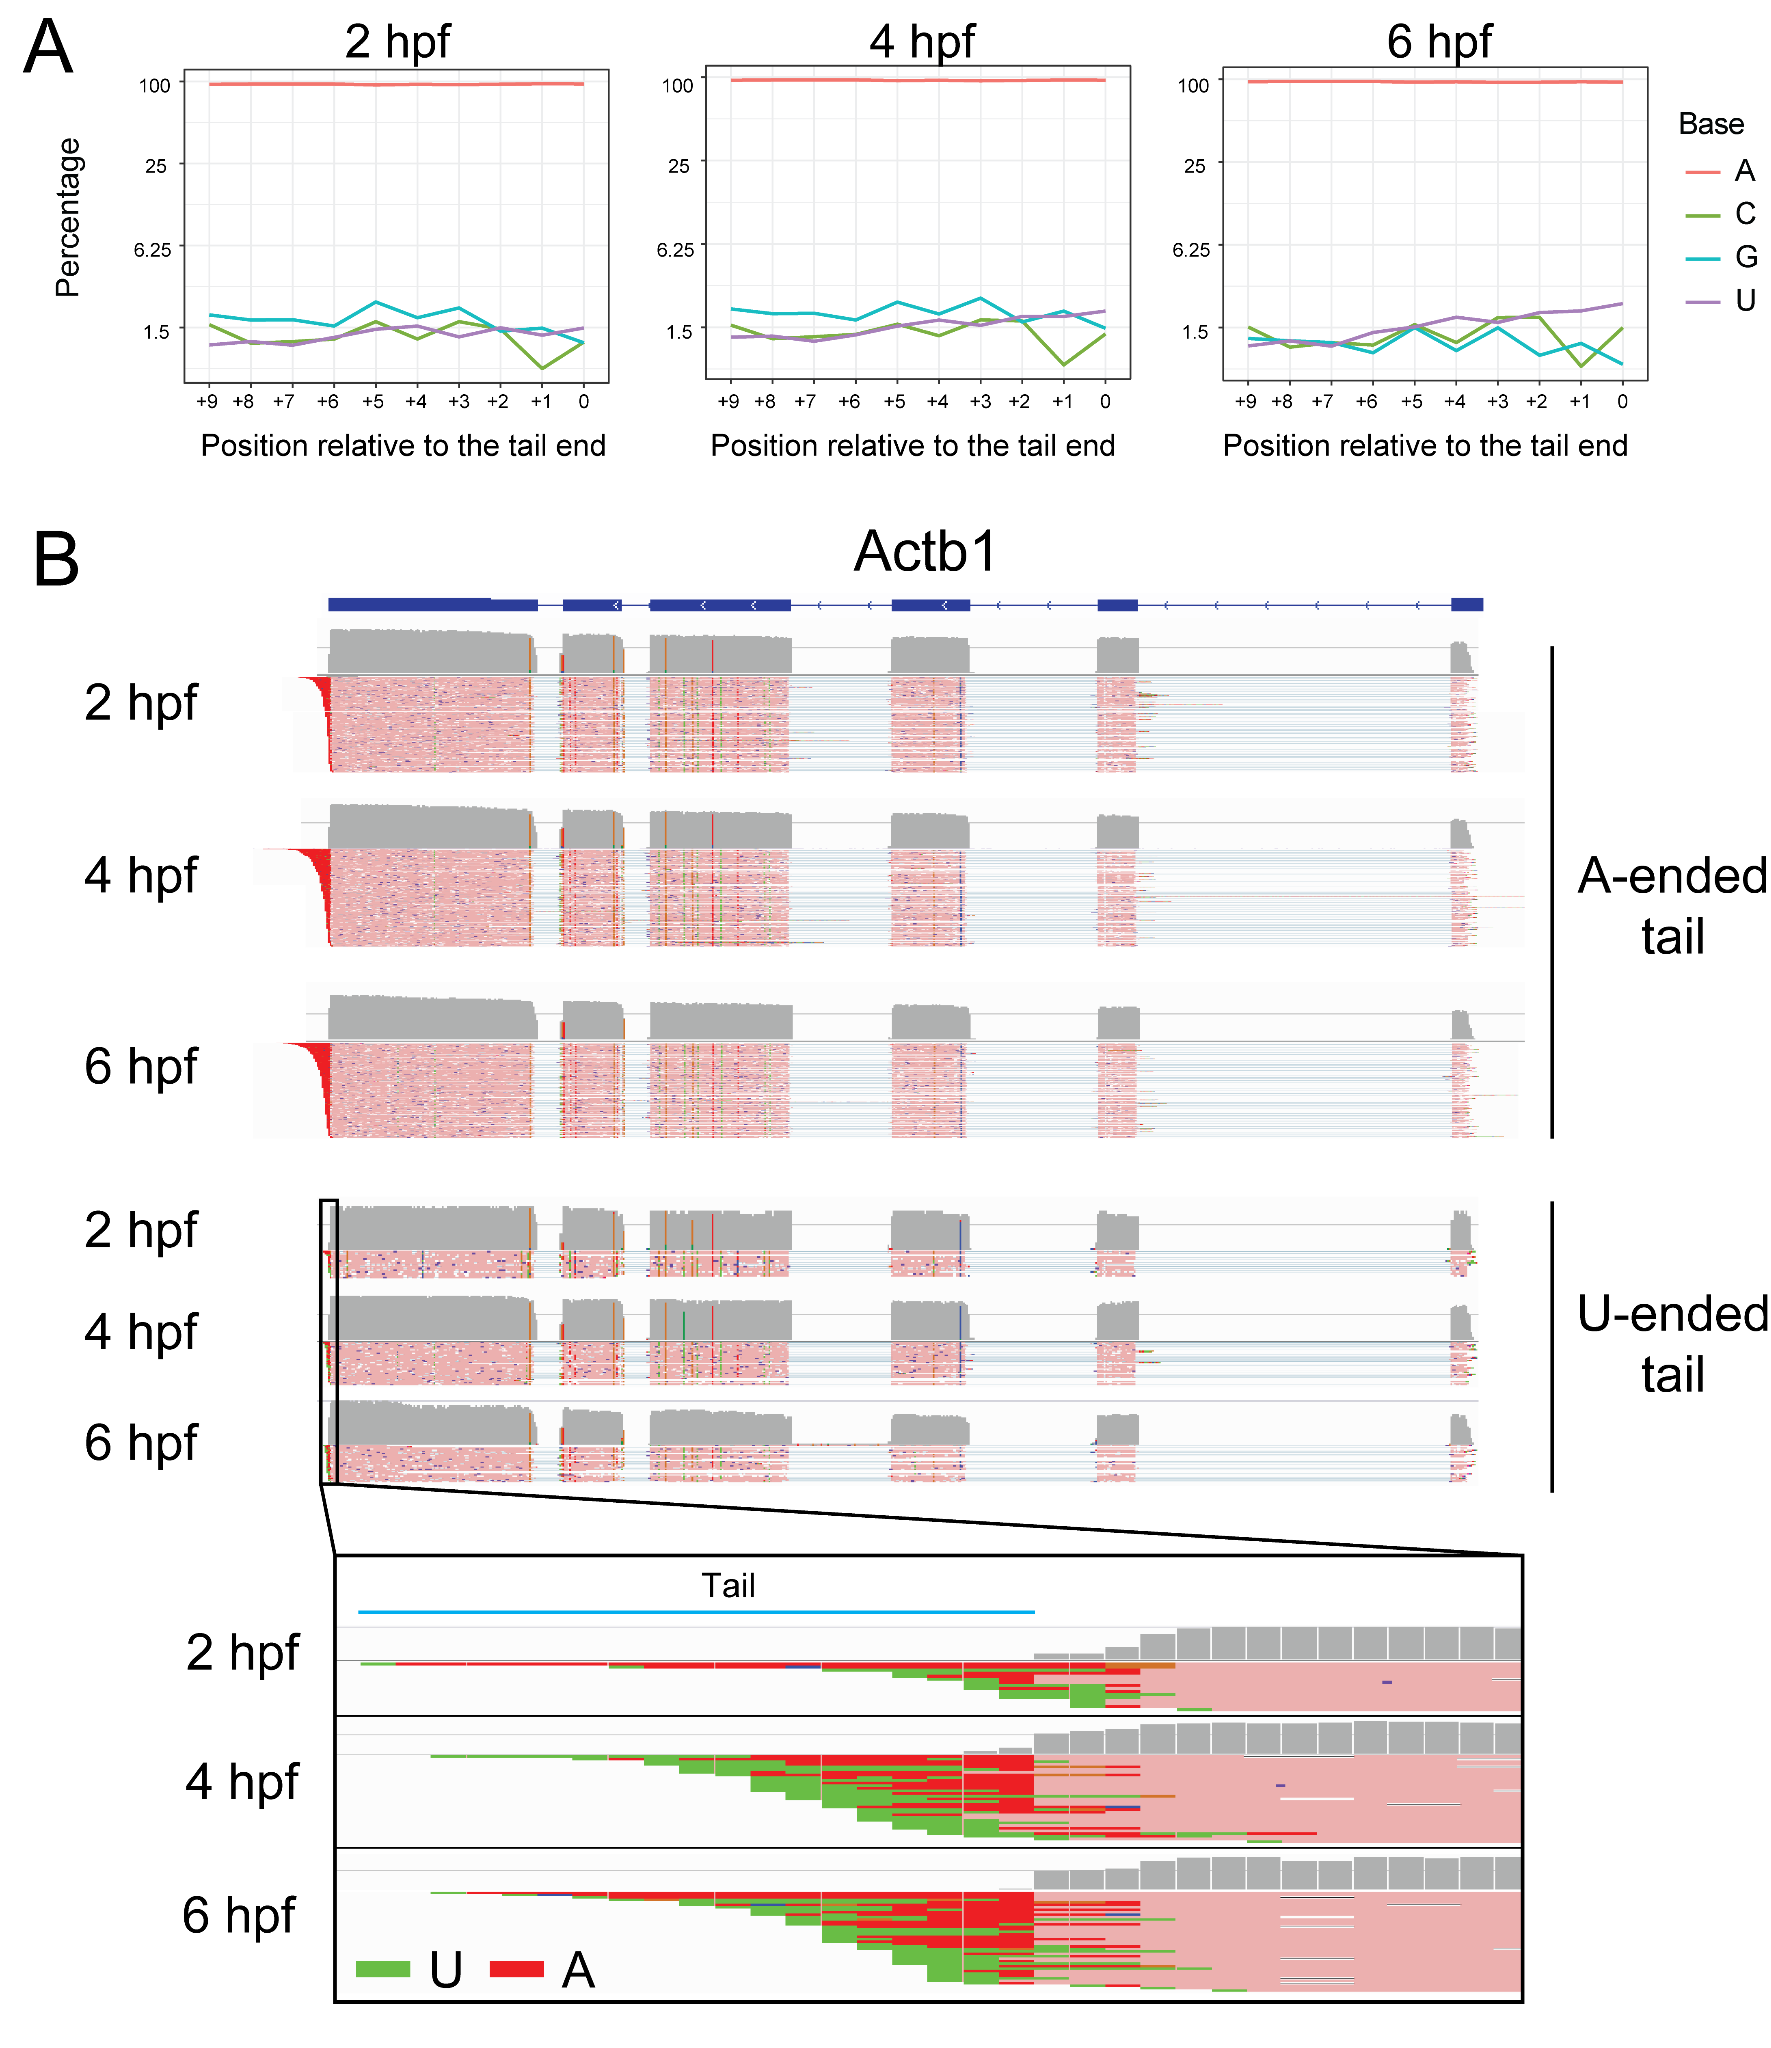 A
2 hpf
4 hpf
6 hpf
Percentage
100
25
6.25
1.5
+9 +8 +7 +6 +5 +4 +3 +2 +1 0
Position relative to the tail end
100
25
6.25
1.5
+9 +8 +7 +6 +5 +4 +3 +2 +1 0
Position relative to the tail end
100
25
6.25
1.5
+9 +8 +7 +6 +5 +4 +3 +2 +1 0
Position relative to the tail end
Base
A
C
G
U
B
Actb1
2 hpf
4 hpf
6 hpf
A-ended
tail
2 hpf
4 hpf
6 hpf
U-ended
tail
Tail
2 hpf
4 hpf
6 hpf
U A